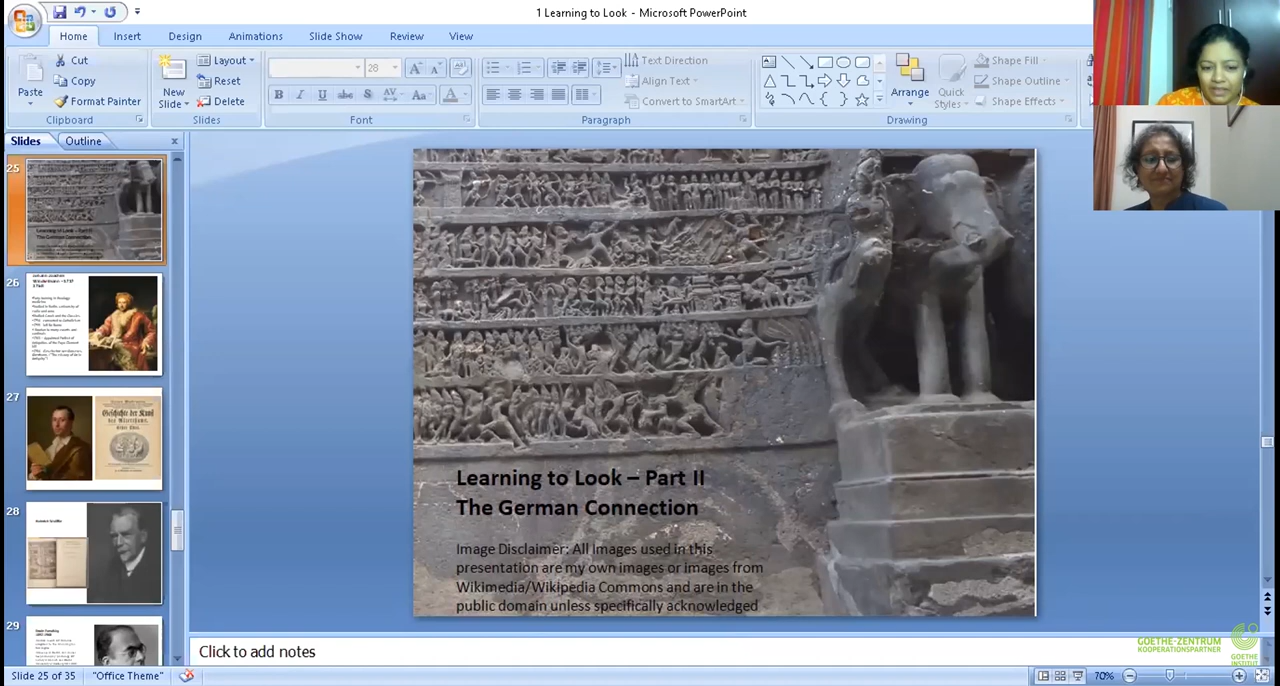 1 Learning to Look - Microsoft PowerPoint
Home Insert Design Animations Slide Show Review View
Paste
Cut
Copy
Format Painter
Clipboard
New Slide
Layout
Reset
Delete
Slides
28
Font
Text Direction
Align Text
Convert to SmartArt
Paragraph
Arrange
Quick Styles
Shape Fill
Shape Outline
Shape Effects
Drawing
Slides Outline
25
26
27
28
29
Learning to Look – Part II
The German Connection
Image Disclaimer: All Images used in this
presentation are my own images or images from
Wikimedia/Wikipedia Commons and are in the
public domain unless specifically acknowledged
Click to add notes
GOETHE-ZENTRUM
KOOPERATIONSPARTNER
GOETHE
INSTITUT
Slide 25 of 35 "Office Theme" 70%